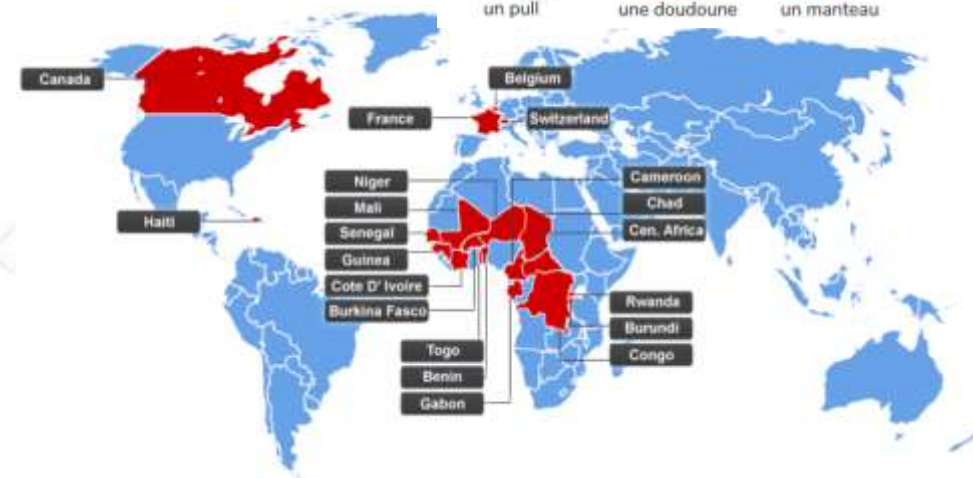 un pull une doudoune un manteau
Belgium
Canada
France
Switzerland
Niger
Cameroon
Mali
Chad
Haiti
Senegal
Cen. Africa
Guinea
Cote D' Ivoire
Rwanda
Burkina Fasco
Burundi
Togo
Congo
Benin
Gabon